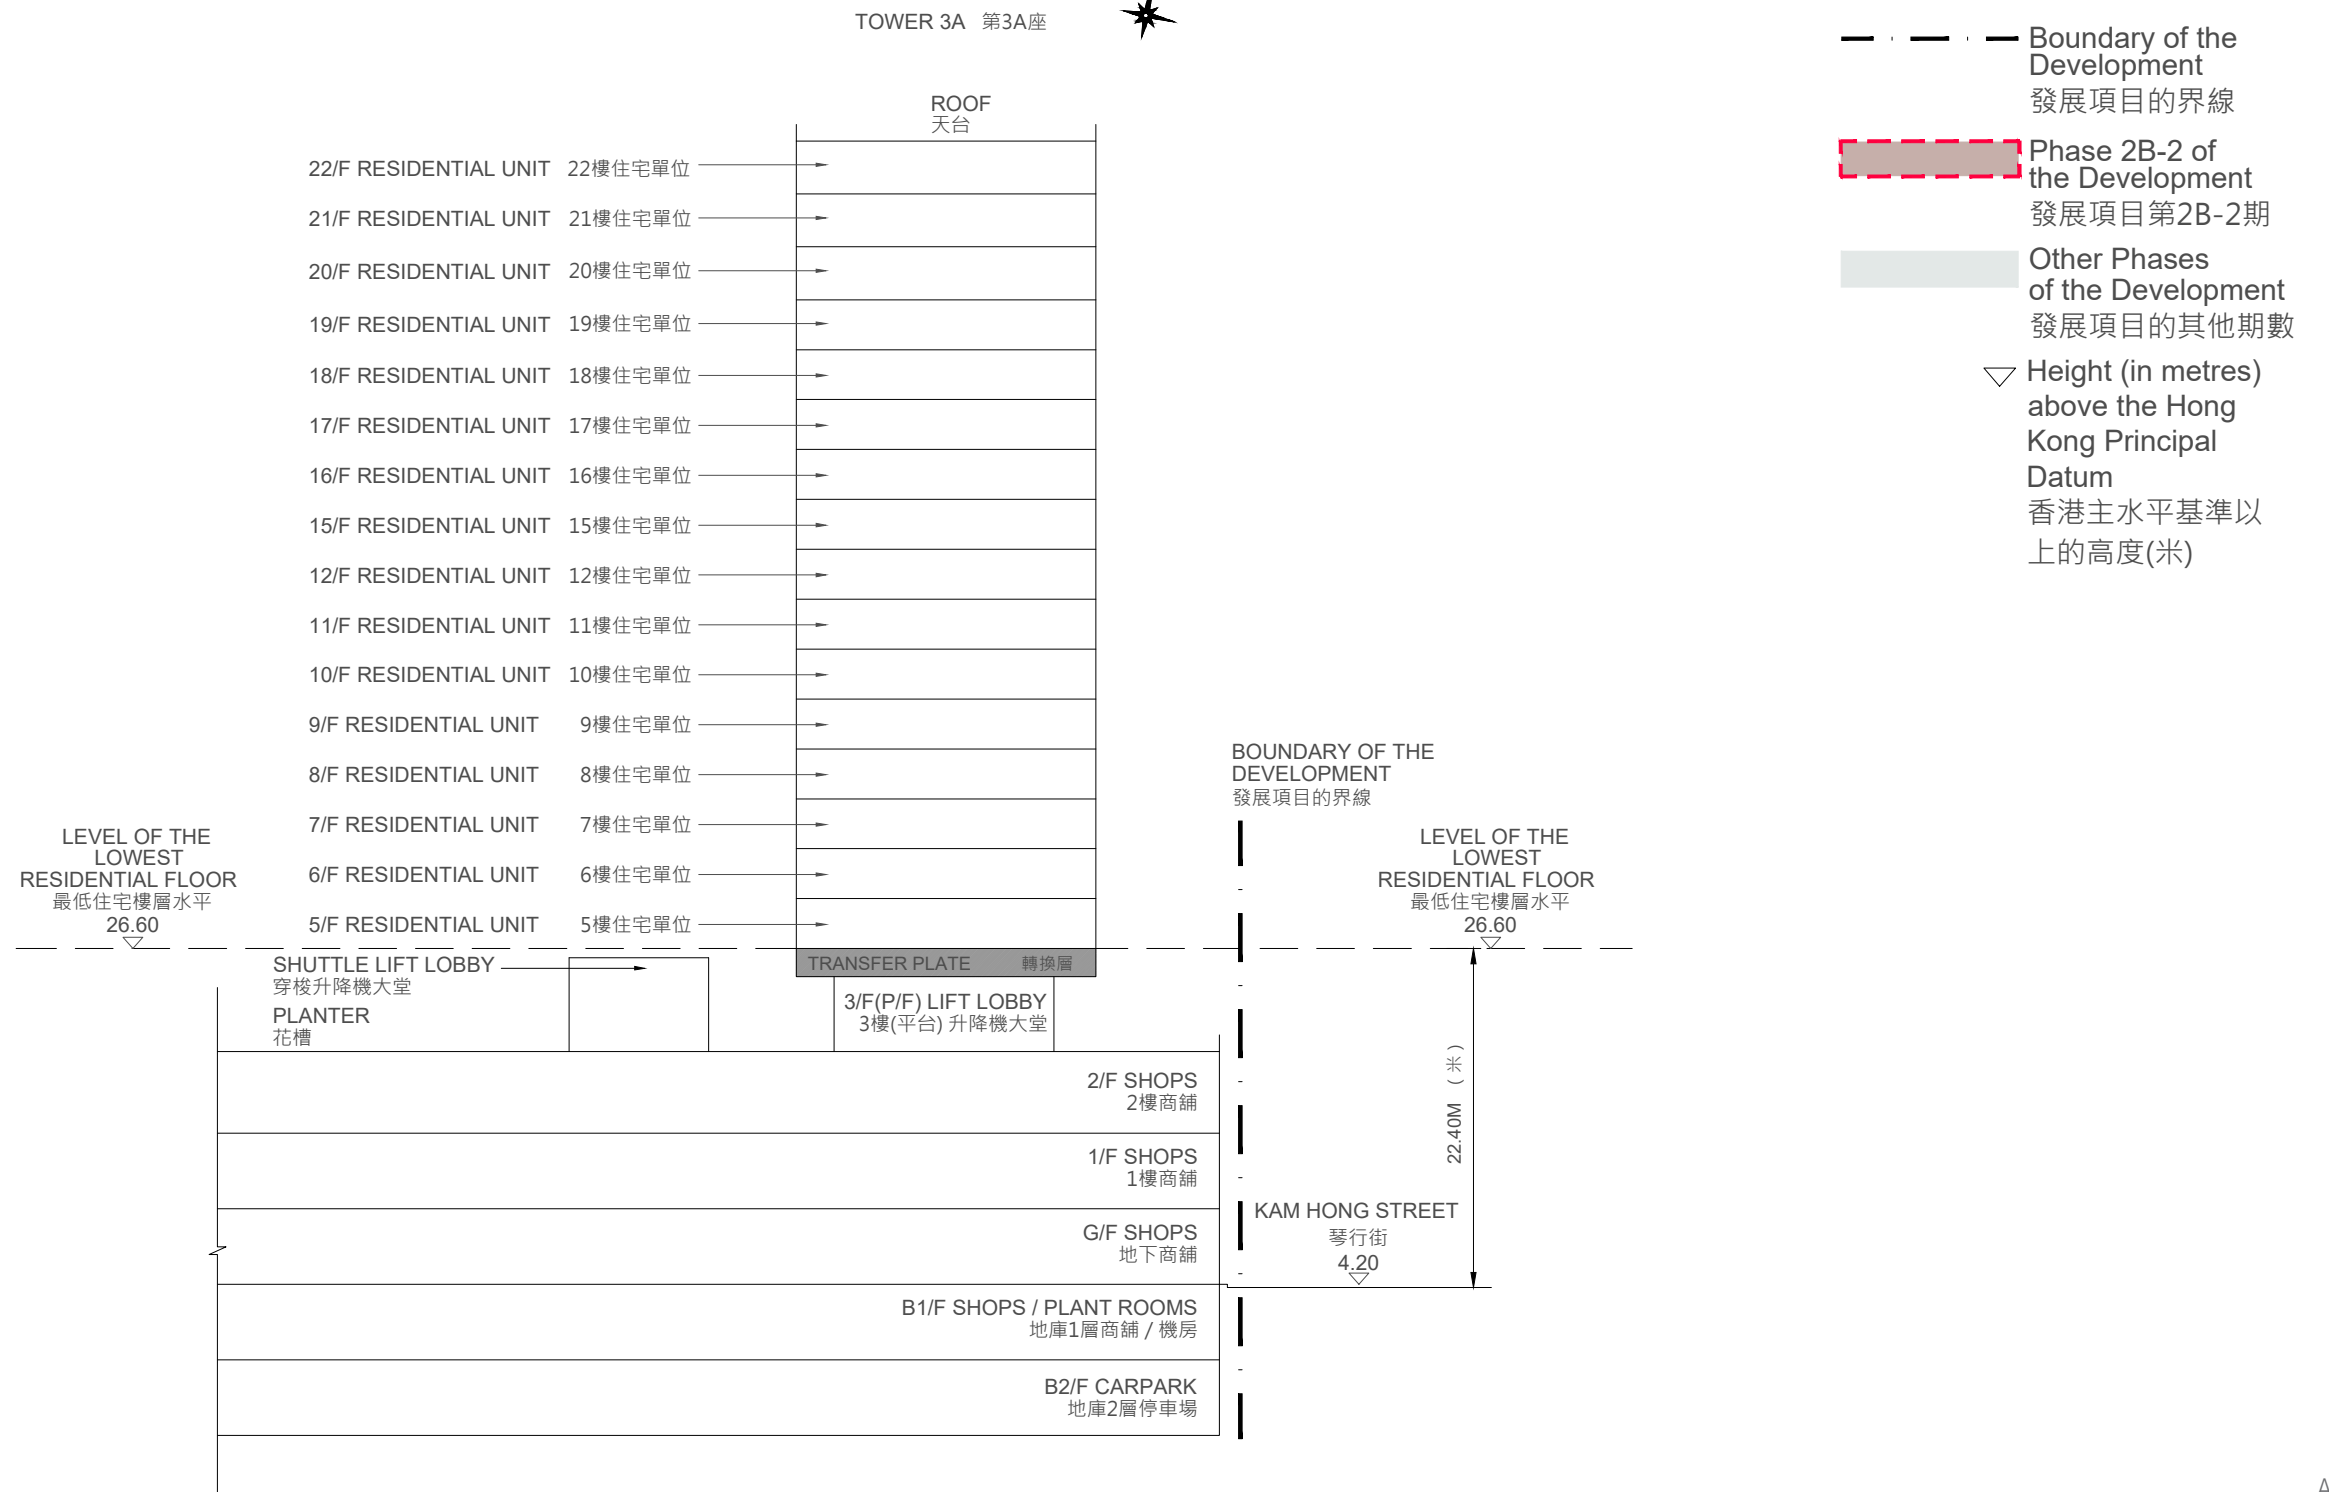 TOWER 3A 第3A座
ROOF
天台
22/F RESIDENTIAL UNIT 22樓住宅單位
21/F RESIDENTIAL UNIT 21樓住宅單位
20/F RESIDENTIAL UNIT 20樓住宅單位
19/F RESIDENTIAL UNIT 19樓住宅單位
18/F RESIDENTIAL UNIT 18樓住宅單位
17/F RESIDENTIAL UNIT 17樓住宅單位
16/F RESIDENTIAL UNIT 16樓住宅單位
15/F RESIDENTIAL UNIT 15樓住宅單位
12/F RESIDENTIAL UNIT 12樓住宅單位
11/F RESIDENTIAL UNIT 11樓住宅單位
10/F RESIDENTIAL UNIT 10樓住宅單位
9/F RESIDENTIAL UNIT 9樓住宅單位
8/F RESIDENTIAL UNIT 8樓住宅單位
7/F RESIDENTIAL UNIT 7樓住宅單位
6/F RESIDENTIAL UNIT 6樓住宅單位
5/F RESIDENTIAL UNIT 5樓住宅單位
LEVEL OF THE
LOWEST
RESIDENTIAL FLOOR
最低住宅樓層水平
26.60
SHUTTLE LIFT LOBBY
穿梭升降機大堂
PLANTER
花槽
TRANSFER PLATE 轉換層
3/F(P/F) LIFT LOBBY
3樓(平台) 升降機大堂
2/F SHOPS
2樓商舖
1/F SHOPS
1樓商舖
G/F SHOPS
地下商舖
B1/F SHOPS / PLANT ROOMS
地庫1層商舖 / 機房
B2/F CARPARK
地庫2層停車場
BOUNDARY OF THE
DEVELOPMENT
發展項目的界線
LEVEL OF THE
LOWEST
RESIDENTIAL FLOOR
最低住宅樓層水平
26.60
22.40M (米)
KAM HONG STREET
琴行街
4.20
Boundary of the
Development
發展項目的界線
Phase 2B-2 of
the Development
發展項目第2B-2期
Other Phases
of the Development
發展項目的其他期數
Height (in metres)
above the Hong
Kong Principal
Datum
香港主水平基準以
上的高度(米)